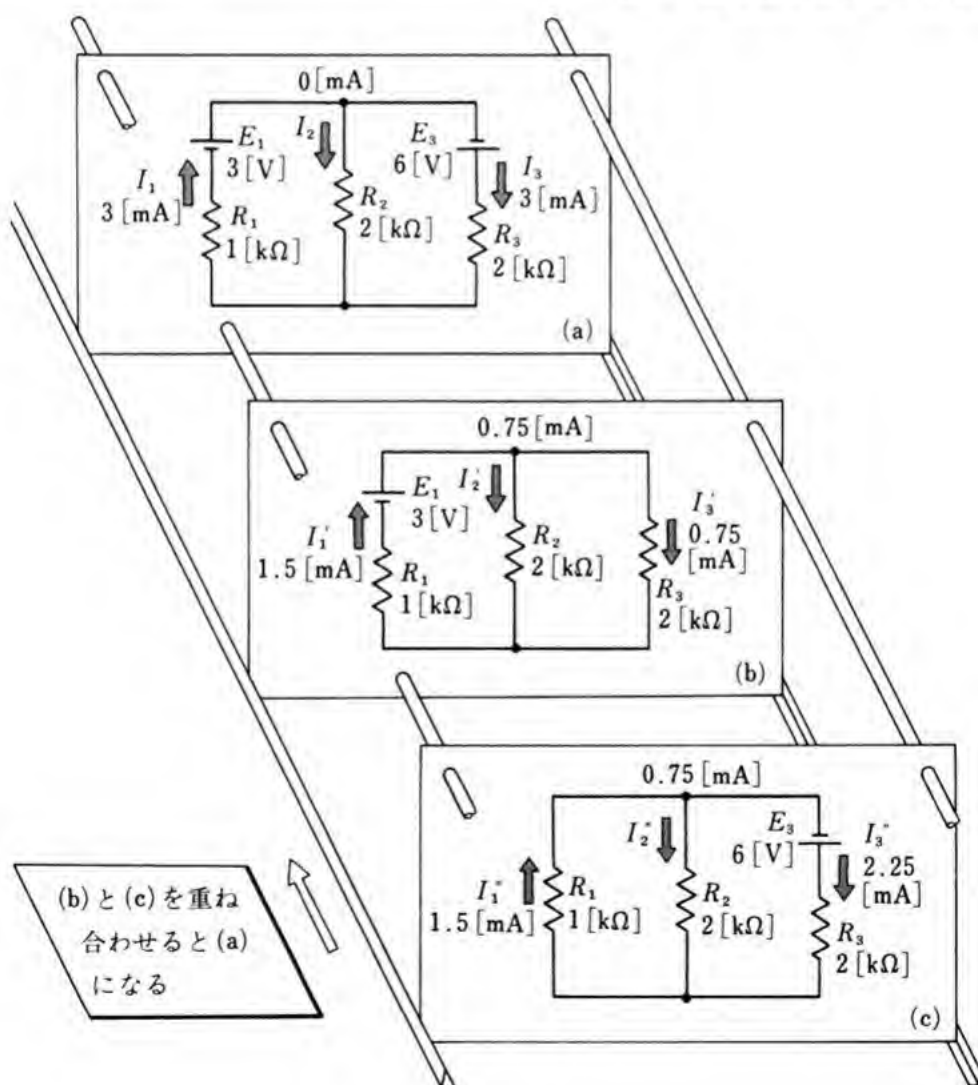 0[mA]
I₂
E₁
3[V]
E₃
6[V]
I₁
3[mA]
I₃
3[mA]
R₁
1[kΩ]
R₂
2[kΩ]
R₃
2[kΩ]
(a)
0.75[mA]
I₂′
E₁
3[V]
I₁′
1.5[mA]
I₃′
0.75
[mA]
R₁
1[kΩ]
R₂
2[kΩ]
R₃
2[kΩ]
(b)
0.75[mA]
I₂″
E₃
6[V]
I₃″
2.25
[mA]
I₁″
1.5[mA]
R₁
1[kΩ]
R₂
2[kΩ]
R₃
2[kΩ]
(c)
(b)と(c)を重ね
合わせると(a)
になる